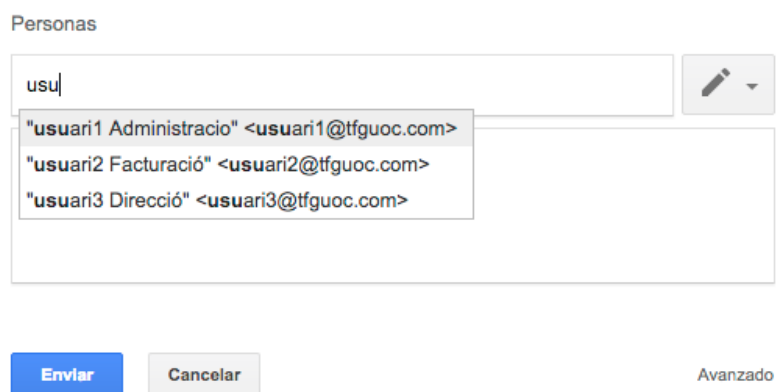 Personas
usu
"usuari1 Administracio" <usuari1@tfguoc.com>
"usuari2 Facturació" <usuari2@tfguoc.com>
"usuari3 Direcció" <usuari3@tfguoc.com>
Enviar Cancelar Avanzado